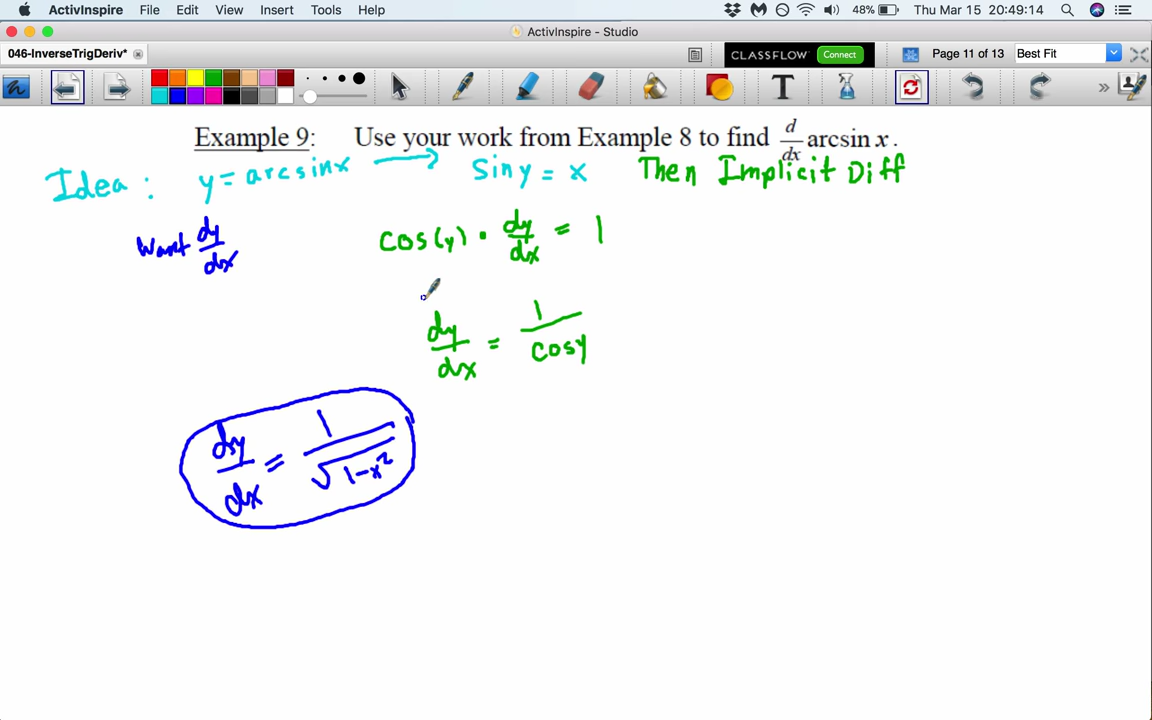 ActivInspire File Edit View Insert Tools Help 48% Thu Mar 15 20:49:14
ActivInspire - Studio
046-InverseTrigDeriv* CLASSFLOW Connect Page 11 of 13 Best Fit
Example 9: Use your work from Example 8 to find d/dx arcsin x.
Idea: y = arcsinx → Sin y = x Then Implicit Diff
Want dy/dx cos(y) · dy/dx = 1
dy/dx = 1/cosy
dy/dx = 1/√(1-x²)